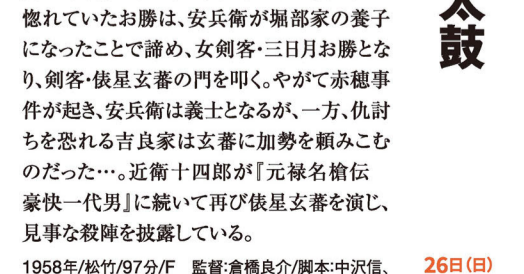 太鼓
惚れていたお勝は、安兵衛が堀部家の養子
になったことで諦め、女剣客・三日月お勝とな
り、剣客・俵星玄蕃の門を叩く。やがて赤穂事
件が起き、安兵衛は義士となるが、一方、仇討
ちを恐れる吉良家は玄蕃に加勢を頼みこむ
のだった…。近衛十四郎が『元禄名槍伝
豪快一代男』に続いて再び俵星玄蕃を演じ、
見事な殺陣を披露している。
1958年/松竹/97分/F 監督:倉橋良介/脚本:中沢信、
26日(日)